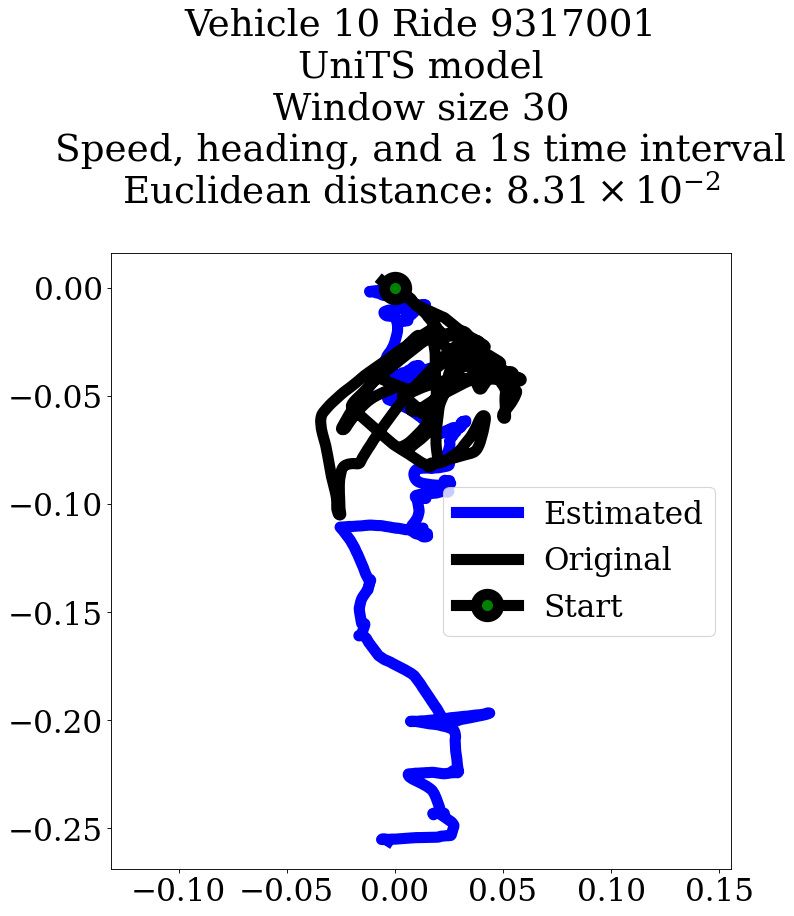 Vehicle 10 Ride 9317001
UniTS model
Window size 30
Speed, heading, and a 1s time interval
Euclidean distance: 8.31 × 10⁻²
0.00
−0.05
−0.10
−0.15
−0.20
−0.25
Estimated
Original
Start
−0.10 −0.05 0.00 0.05 0.10 0.15